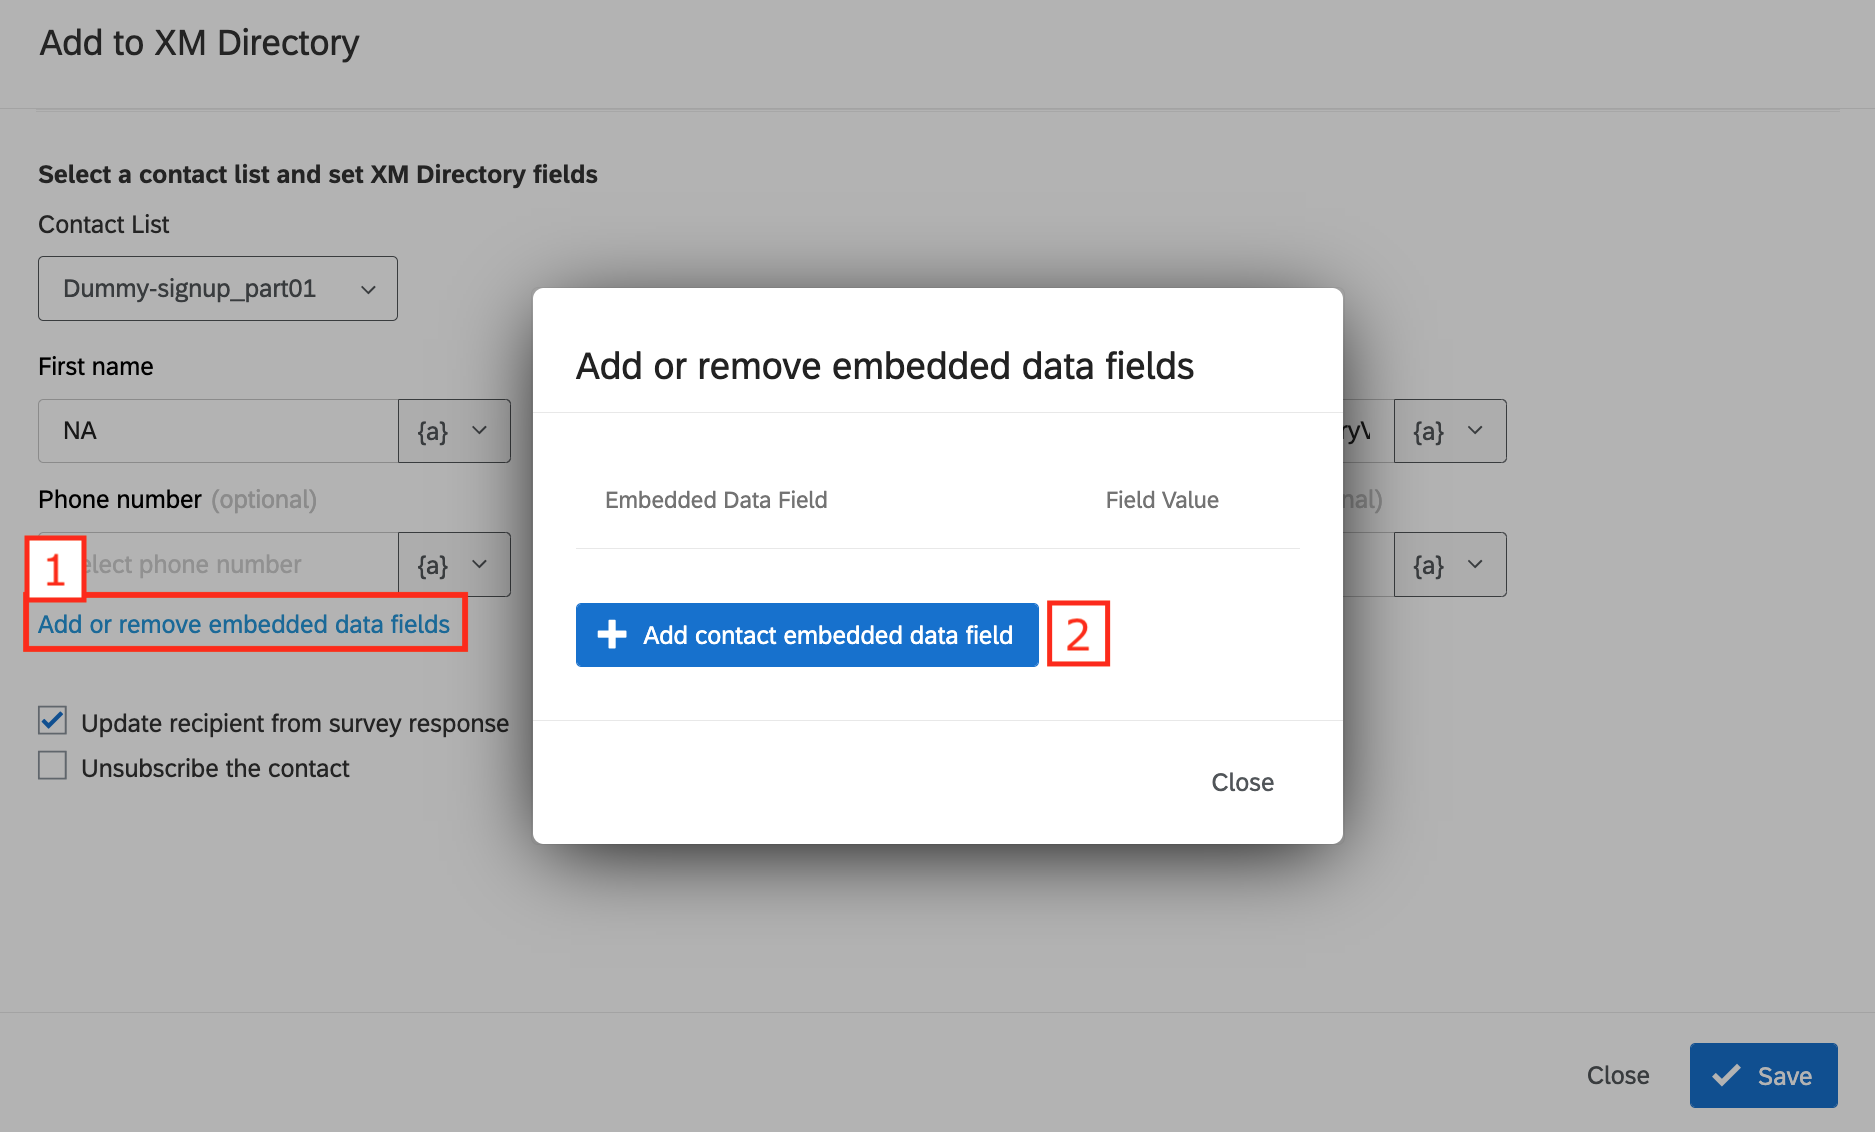 Add to XM Directory
Select a contact list and set XM Directory fields
Contact List
Dummy-signup_part01
First name
NA
{a}
{a}
Phone number (optional)
phone number
{a}
{a}
1
Add or remove embedded data fields
Update recipient from survey response
Unsubscribe the contact
Add or remove embedded data fields
Embedded Data Field
Field Value
Add contact embedded data field
2
Close
Close
Save